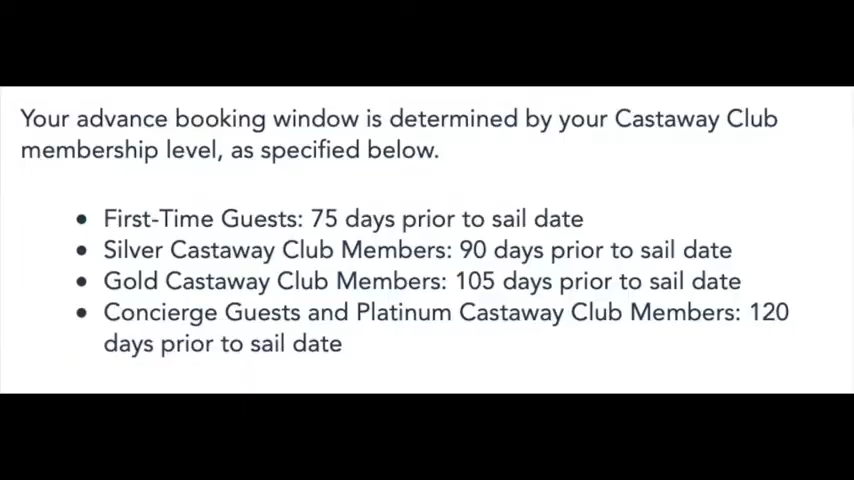 Your advance booking window is determined by your Castaway Club
membership level, as specified below.
• First-Time Guests: 75 days prior to sail date
• Silver Castaway Club Members: 90 days prior to sail date
• Gold Castaway Club Members: 105 days prior to sail date
• Concierge Guests and Platinum Castaway Club Members: 120
days prior to sail date